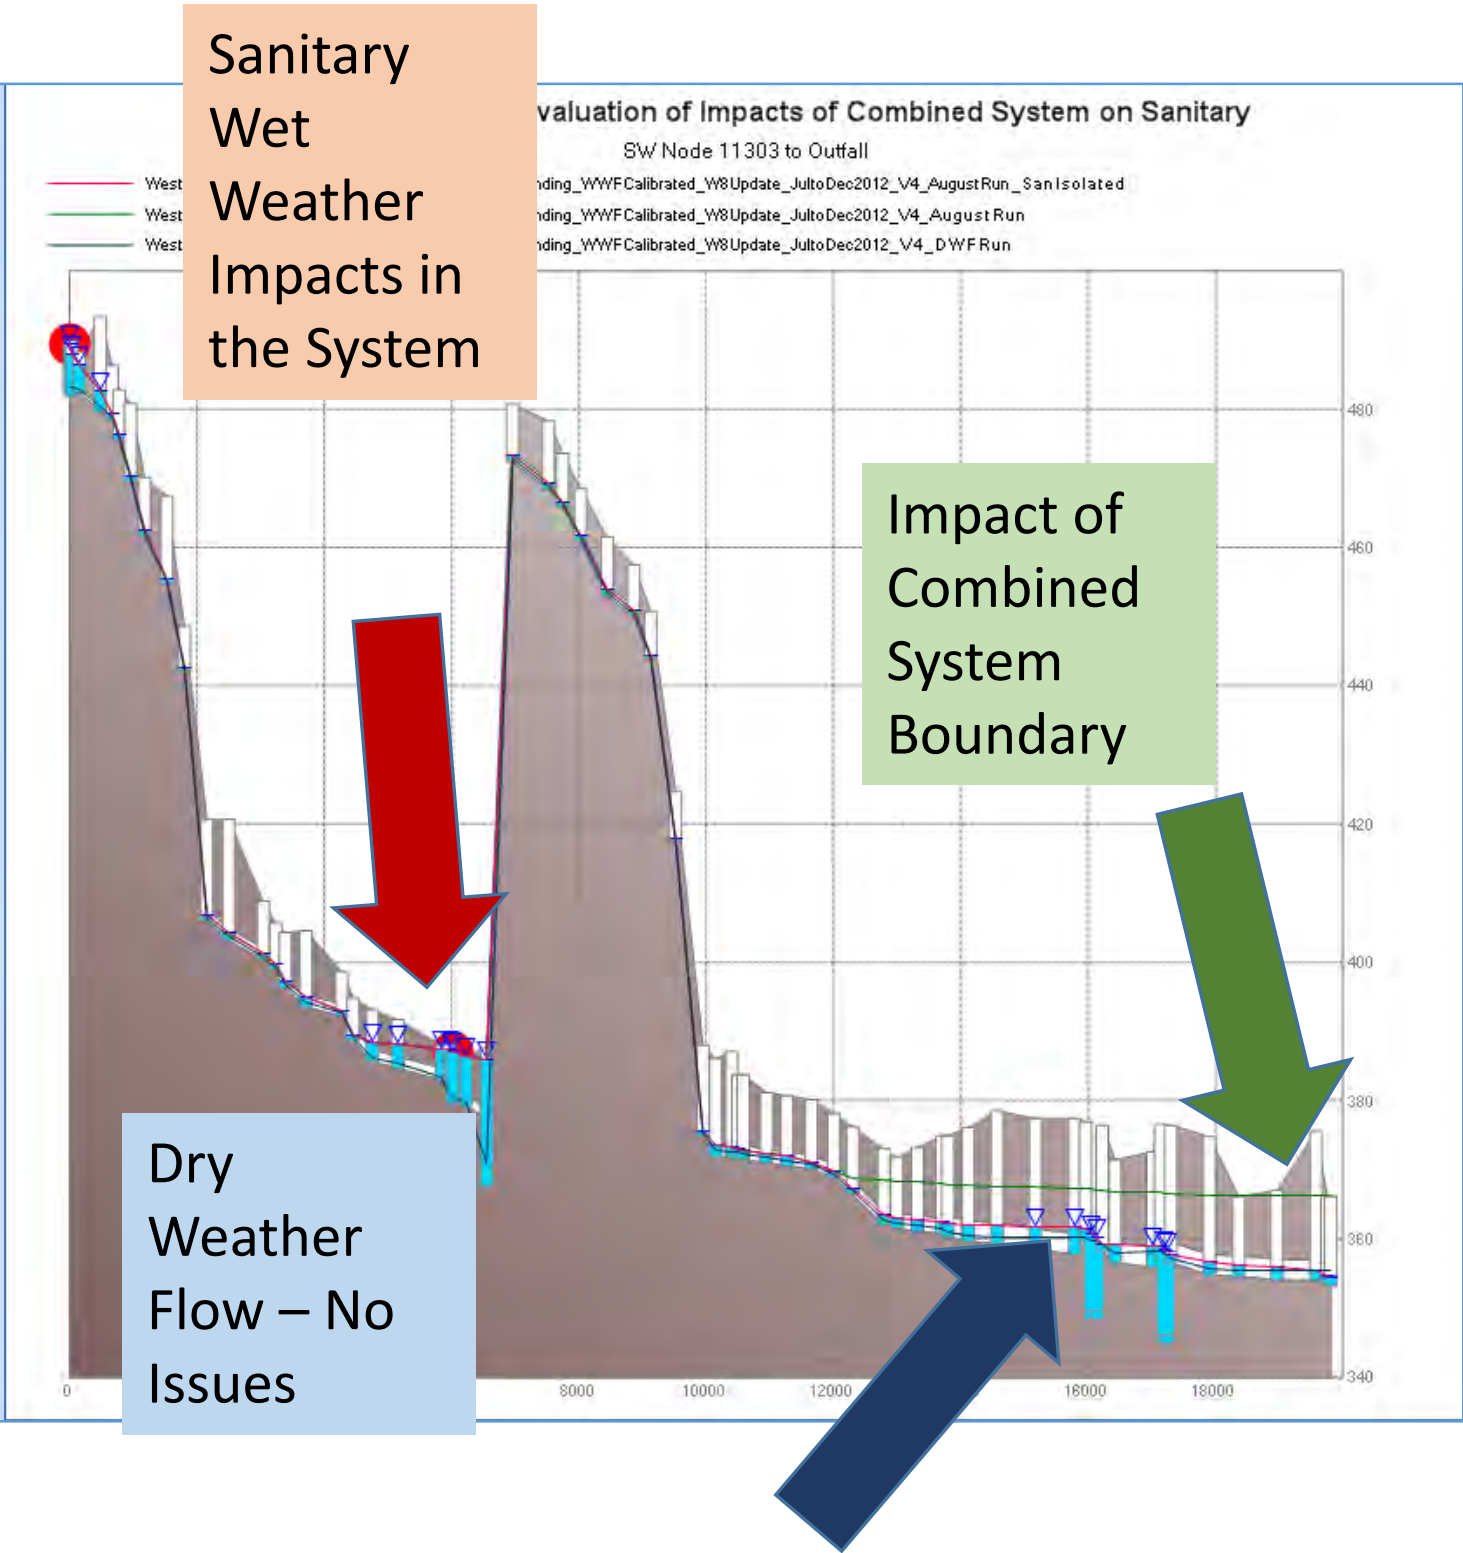 Sanitary
Wet
Weather
Impacts in
the System
valuation of Impacts of Combined System on Sanitary
SW Node 11303 to Outfall
West
nding_WWFCalibrated_W8Update_JultoDec2012_V4_AugustRun_SanIsolated
West
nding_WWFCalibrated_W8Update_JultoDec2012_V4_August Run
West
nding_WWFCalibrated_W8Update_JultoDec2012_V4_DWFRun
480
460
440
420
400
380
360
340
Impact of
Combined
System
Boundary
Dry
Weather
Flow – No
Issues
0
8000
10000
12000
16000
18000